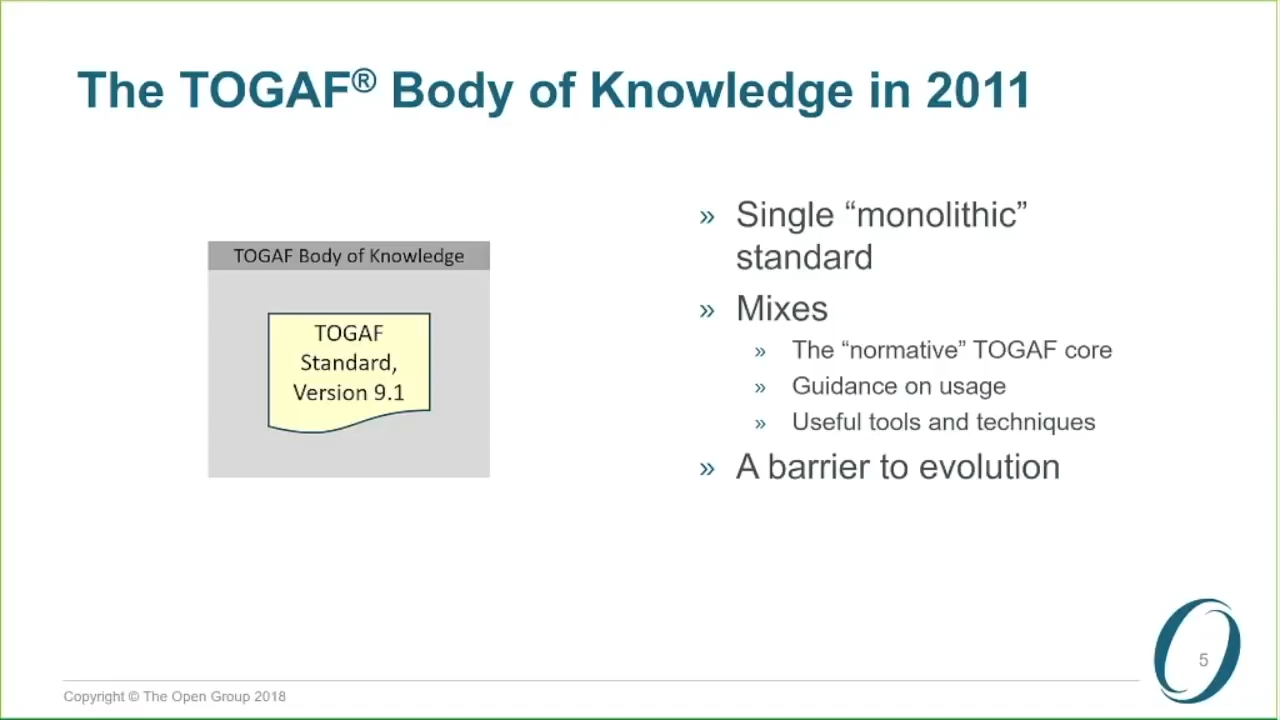 The TOGAF® Body of Knowledge in 2011
TOGAF Body of Knowledge
TOGAF
Standard,
Version 9.1
» Single “monolithic”
standard
» Mixes
» The “normative” TOGAF core
» Guidance on usage
» Useful tools and techniques
» A barrier to evolution
5
Copyright © The Open Group 2018